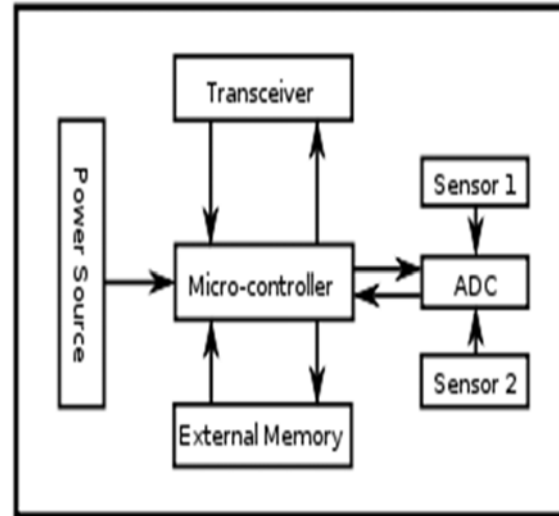 Transceiver
Power Source
Sensor 1
Micro-controller
ADC
Sensor 2
External Memory